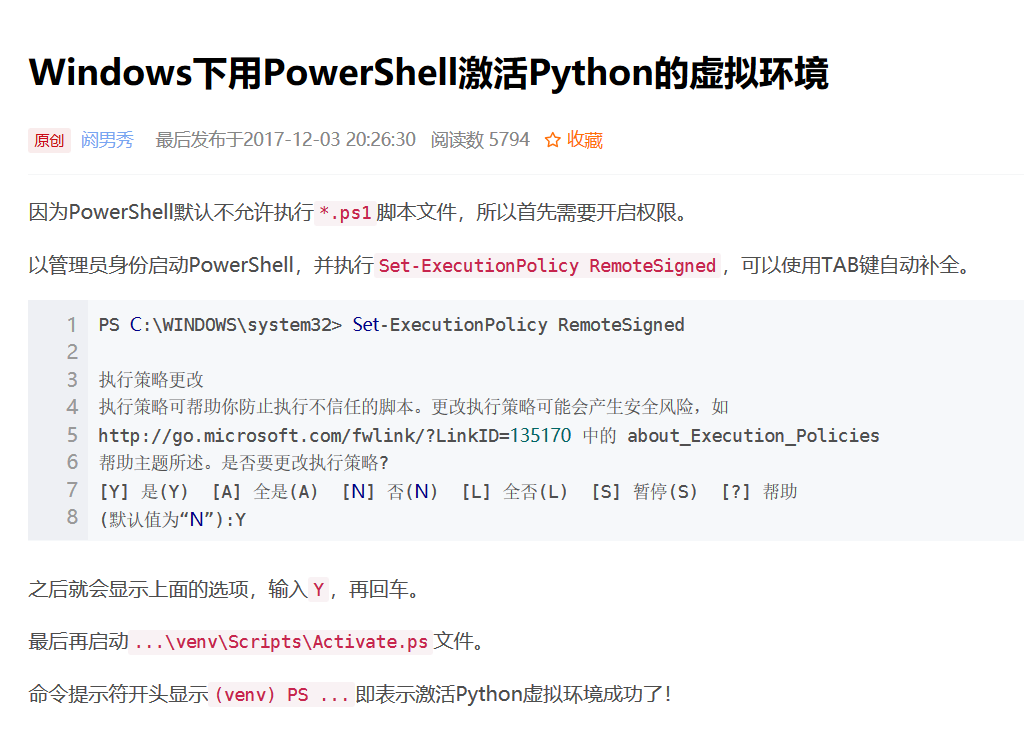 Windows下用PowerShell激活Python的虚拟环境
原创 阙男秀 最后发布于2017-12-03 20:26:30 阅读数 5794 收藏
因为PowerShell默认不允许执行*.ps1脚本文件，所以首先需要开启权限。
以管理员身份启动PowerShell，并执行Set-ExecutionPolicy RemoteSigned，可以使用TAB键自动补全。
1 PS C:\WINDOWS\system32> Set-ExecutionPolicy RemoteSigned
2
3 执行策略更改
4 执行策略可帮助你防止执行不信任的脚本。更改执行策略可能会产生安全风险，如
5 http://go.microsoft.com/fwlink/?LinkID=135170 中的 about_Execution_Policies
6 帮助主题所述。是否要更改执行策略?
7 [Y] 是(Y)  [A] 全是(A)  [N] 否(N)  [L] 全否(L)  [S] 暂停(S)  [?] 帮助
8 (默认值为“N”):Y
之后就会显示上面的选项，输入Y，再回车。
最后再启动...\venv\Scripts\Activate.ps文件。
命令提示符开头显示(venv) PS ...即表示激活Python虚拟环境成功了！